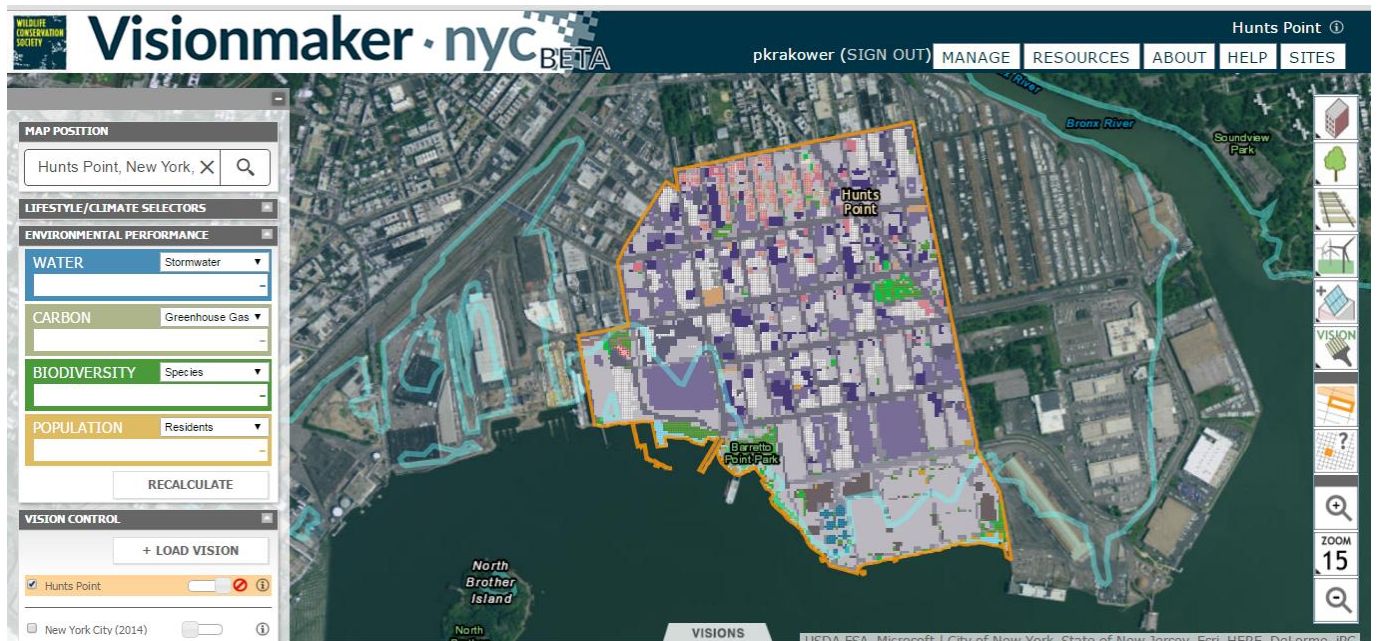 WILDLIFE
CONSERVATION
SOCIETY
Visionmaker · nyc BETA
Hunts Point
pkrakower (SIGN OUT) MANAGE RESOURCES ABOUT HELP SITES
MAP POSITION
Hunts Point, New York,
LIFESTYLE/CLIMATE SELECTORS
ENVIRONMENTAL PERFORMANCE
WATER Stormwater
–
CARBON Greenhouse Gas
–
BIODIVERSITY Species
–
POPULATION Residents
–
RECALCULATE
VISION CONTROL
+ LOAD VISION
Hunts Point
New York City (2014)
River
Bronx River
Soundview
Park
Hunts
Point
Barretto
Point Park
North
Brother
Island
North
VISIONS
VISION
?
ZOOM
15
USDA FSA, Microsoft | City of New York, State of New Jersey, Esri, HERE, DeLorme, iPC